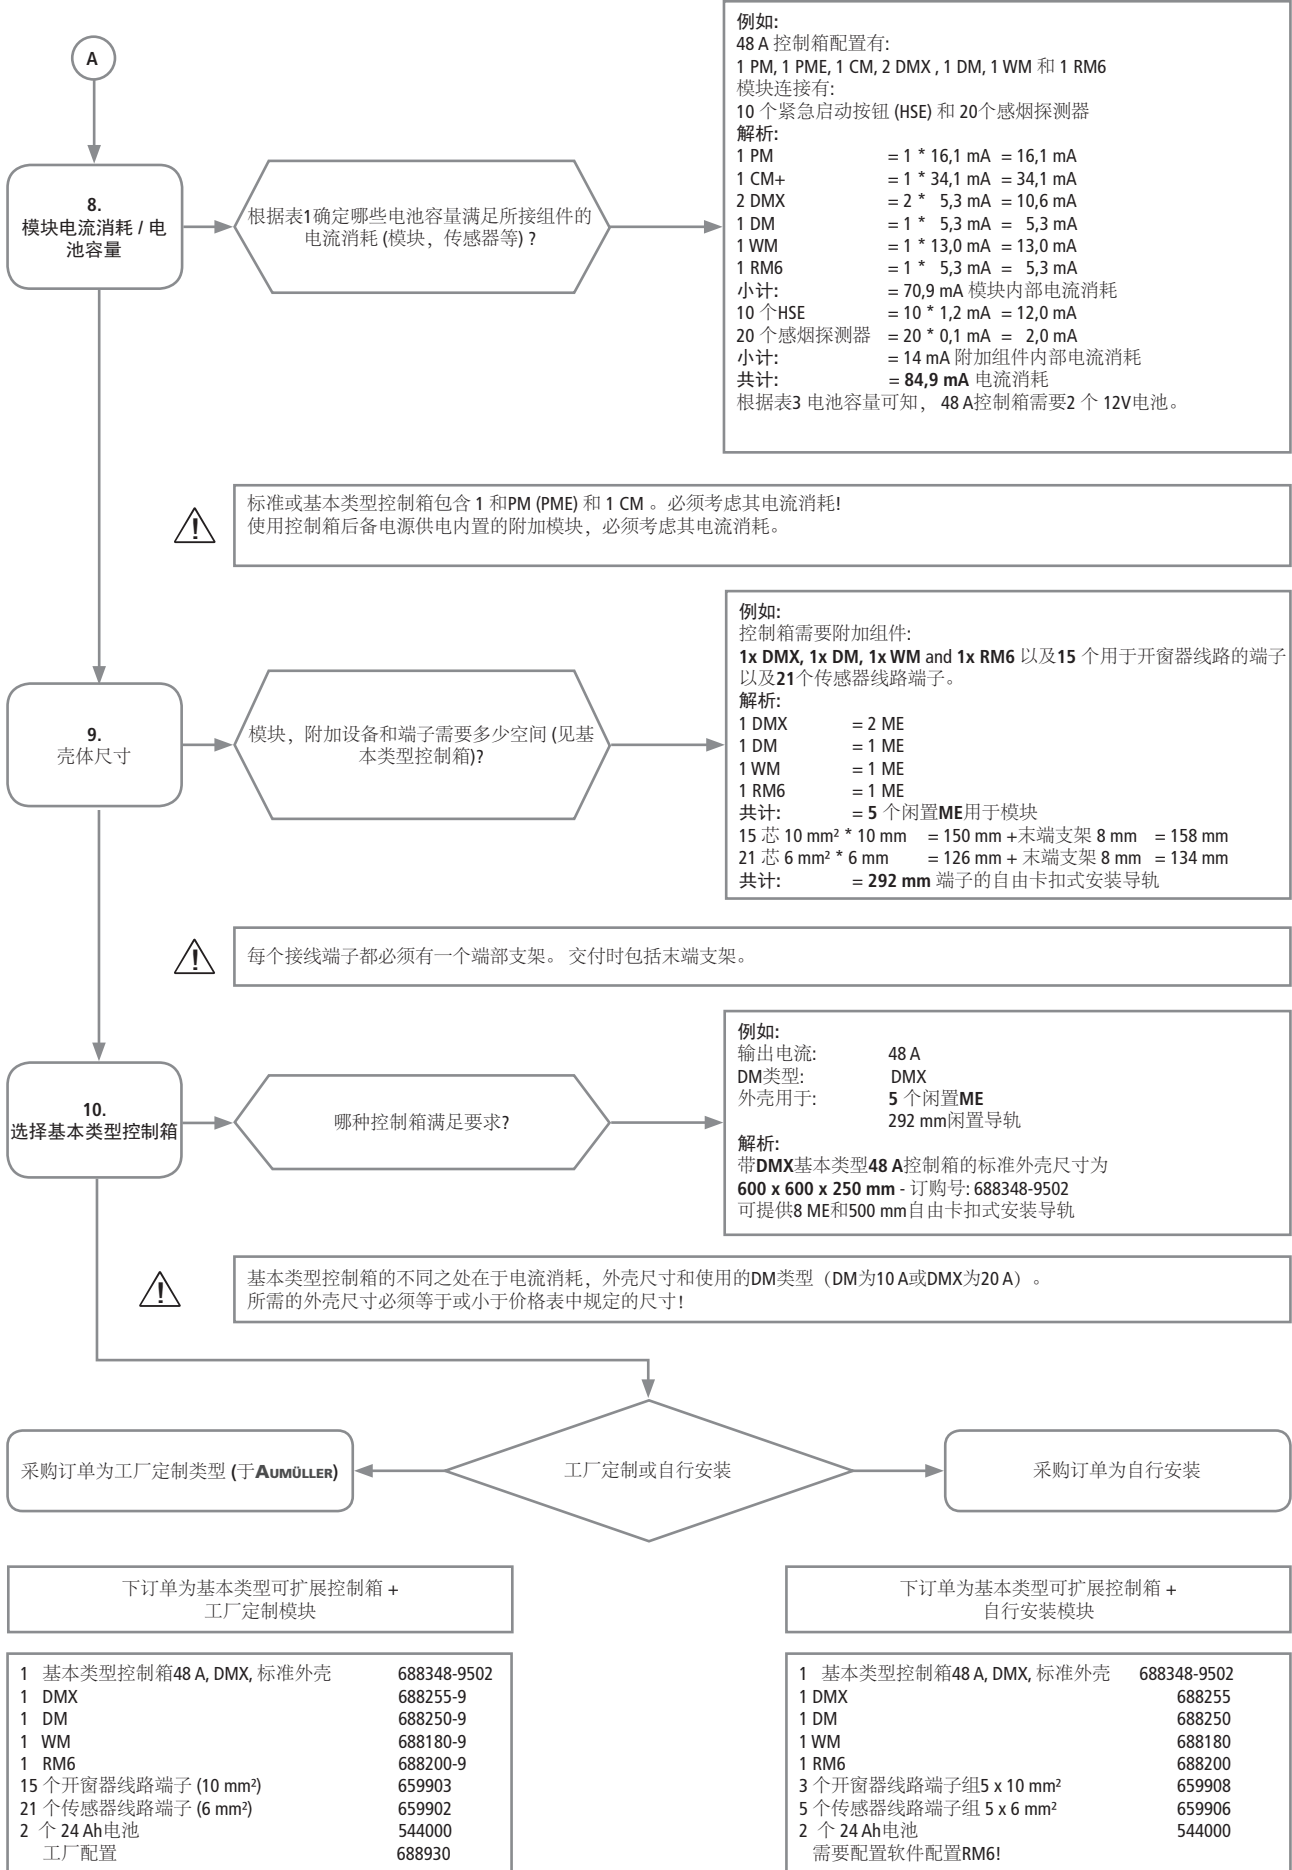 A
8.
模块电流消耗 / 电
池容量
根据表1确定哪些电池容量满足所接组件的
电流消耗 (模块，传感器等) ?
例如:
48 A 控制箱配置有:
1 PM, 1 PME, 1 CM, 2 DMX , 1 DM, 1 WM 和 1 RM6
模块连接有:
10 个紧急启动按钮 (HSE) 和 20个感烟探测器
解析:
1 PM = 1 * 16,1 mA = 16,1 mA
1 CM+ = 1 * 34,1 mA = 34,1 mA
2 DMX = 2 * 5,3 mA = 10,6 mA
1 DM = 1 * 5,3 mA = 5,3 mA
1 WM = 1 * 13,0 mA = 13,0 mA
1 RM6 = 1 * 5,3 mA = 5,3 mA
小计: = 70,9 mA 模块内部电流消耗
10 个HSE = 10 * 1,2 mA = 12,0 mA
20 个感烟探测器 = 20 * 0,1 mA = 2,0 mA
小计: = 14 mA 附加组件内部电流消耗
共计: = 84,9 mA 电流消耗
根据表3 电池容量可知， 48 A控制箱需要2 个 12V电池。
标准或基本类型控制箱包含 1 和PM (PME) 和 1 CM 。必须考虑其电流消耗!
使用控制箱后备电源供电内置的附加模块，必须考虑其电流消耗。
9.
壳体尺寸
模块，附加设备和端子需要多少空间 (见基
本类型控制箱)?
例如:
控制箱需要附加组件:
1x DMX, 1x DM, 1x WM and 1x RM6 以及15 个用于开窗器线路的端子
以及21个传感器线路端子。
解析:
1 DMX = 2 ME
1 DM = 1 ME
1 WM = 1 ME
1 RM6 = 1 ME
共计: = 5 个闲置ME用于模块
15 芯 10 mm² * 10 mm = 150 mm +末端支架 8 mm = 158 mm
21 芯 6 mm² * 6 mm = 126 mm + 末端支架 8 mm = 134 mm
共计: = 292 mm 端子的自由卡扣式安装导轨
每个接线端子都必须有一个端部支架。 交付时包括末端支架。
10.
选择基本类型控制箱
哪种控制箱满足要求?
例如:
输出电流: 48 A
DM类型: DMX
外壳用于: 5 个闲置ME
292 mm闲置导轨
解析:
带DMX基本类型48 A控制箱的标准外壳尺寸为
600 x 600 x 250 mm - 订购号: 688348-9502
可提供8 ME和500 mm自由卡扣式安装导轨
基本类型控制箱的不同之处在于电流消耗，外壳尺寸和使用的DM类型（DM为10 A或DMX为20 A）。
所需的外壳尺寸必须等于或小于价格表中规定的尺寸!
采购订单为工厂定制类型 (于AUMÜLLER)
工厂定制或自行安装
采购订单为自行安装
下订单为基本类型可扩展控制箱 +
工厂定制模块
1 基本类型控制箱48 A, DMX, 标准外壳 688348-9502
1 DMX 688255-9
1 DM 688250-9
1 WM 688180-9
1 RM6 688200-9
15 个开窗器线路端子 (10 mm²) 659903
21 个传感器线路端子 (6 mm²) 659902
2 个 24 Ah电池 544000
工厂配置 688930
下订单为基本类型可扩展控制箱 +
自行安装模块
1 基本类型控制箱48 A, DMX, 标准外壳 688348-9502
1 DMX 688255
1 DM 688250
1 WM 688180
1 RM6 688200
3 个开窗器线路端子组5 x 10 mm² 659908
5 个传感器线路端子组 5 x 6 mm² 659906
2 个 24 Ah电池 544000
需要配置软件配置RM6!